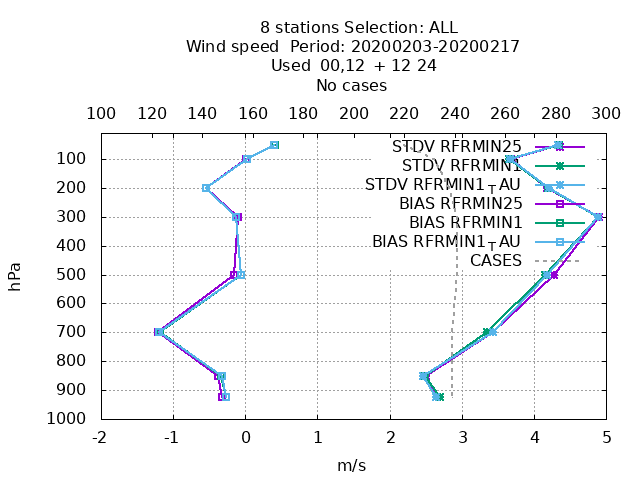 8 stations Selection: ALL
Wind speed Period: 20200203-20200217
Used 00,12 + 12 24
No cases
100 120 140 160 180 200 220 240 260 280 300
STDV RFRMIN25
STDV RFRMIN1
STDV RFRMIN1TAU
BIAS RFRMIN25
BIAS RFRMIN1
BIAS RFRMIN1TAU
CASES
hPa
100
200
300
400
500
600
700
800
900
1000
-2 -1 0 1 2 3 4 5
m/s